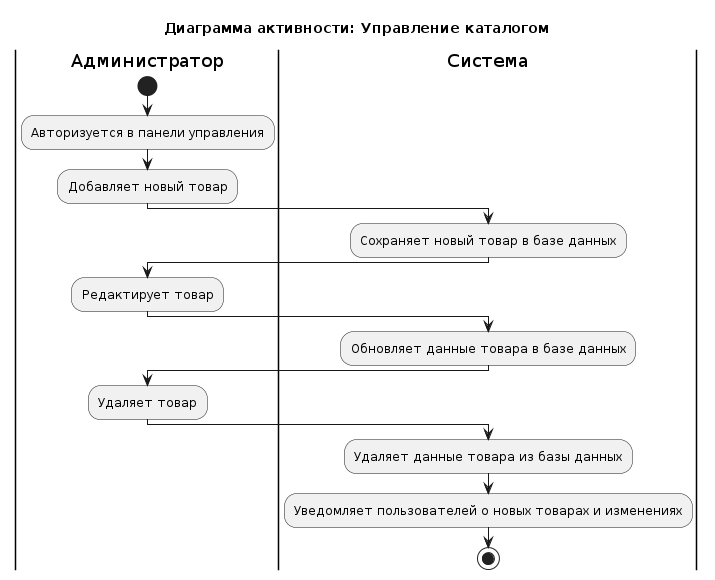 Диаграмма активности: Управление каталогом
Администратор
Система
Авторизуется в панели управления
Добавляет новый товар
Сохраняет новый товар в базе данных
Редактирует товар
Обновляет данные товара в базе данных
Удаляет товар
Удаляет данные товара из базы данных
Уведомляет пользователей о новых товарах и изменениях